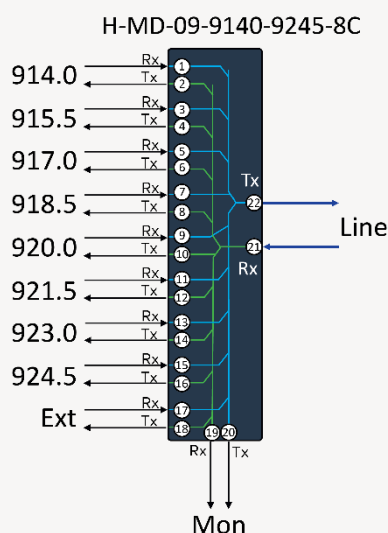 H-MD-09-9140-9245-8C
914.0 Rx 1
Tx 2
915.5 Rx 3
Tx 4
917.0 Rx 5
Tx 6
918.5 Rx 7
Tx 8
Tx 22
Line
920.0 Rx 9
Tx 10
21
Rx
921.5 Rx 11
Tx 12
923.0 Rx 13
Tx 14
924.5 Rx 15
Tx 16
Ext Rx 17
Tx 18
19 20
Rx Tx
Mon